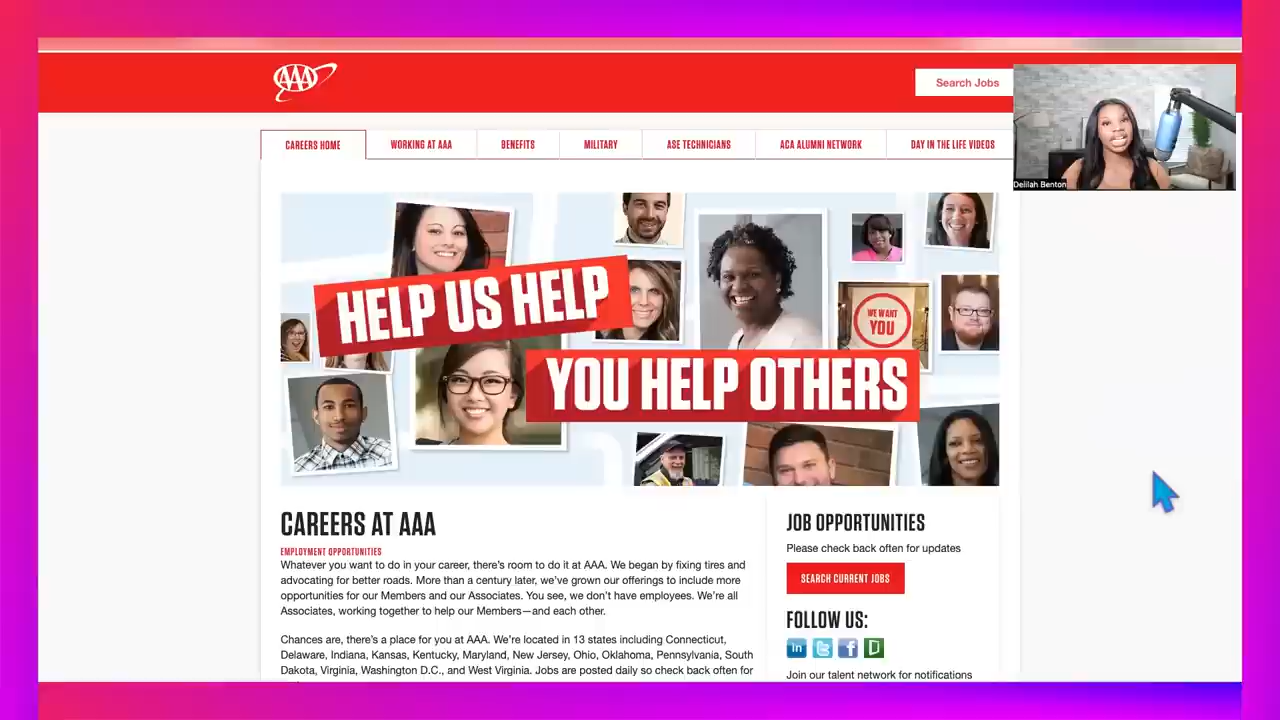 AAA
Search Jobs
CAREERS HOME
WORKING AT AAA
BENEFITS
MILITARY
ASE TECHNICIANS
ACA ALUMNI NETWORK
DAY IN THE LIFE VIDEOS
Delilah Benton
HELP US HELP
WE WANT
YOU
YOU HELP OTHERS
CAREERS AT AAA
EMPLOYMENT OPPORTUNITIES
Whatever you want to do in your career, there's room to do it at AAA. We began by fixing tires and
advocating for better roads. More than a century later, we've grown our offerings to include more
opportunities for our Members and our Associates. You see, we don't have employees. We're all
Associates, working together to help our Members—and each other.
Chances are, there's a place for you at AAA. We're located in 13 states including Connecticut,
Delaware, Indiana, Kansas, Kentucky, Maryland, New Jersey, Ohio, Oklahoma, Pennsylvania, South
Dakota, Virginia, Washington D.C., and West Virginia. Jobs are posted daily so check back often for
JOB OPPORTUNITIES
Please check back often for updates
SEARCH CURRENT JOBS
FOLLOW US:
in
f
Join our talent network for notifications